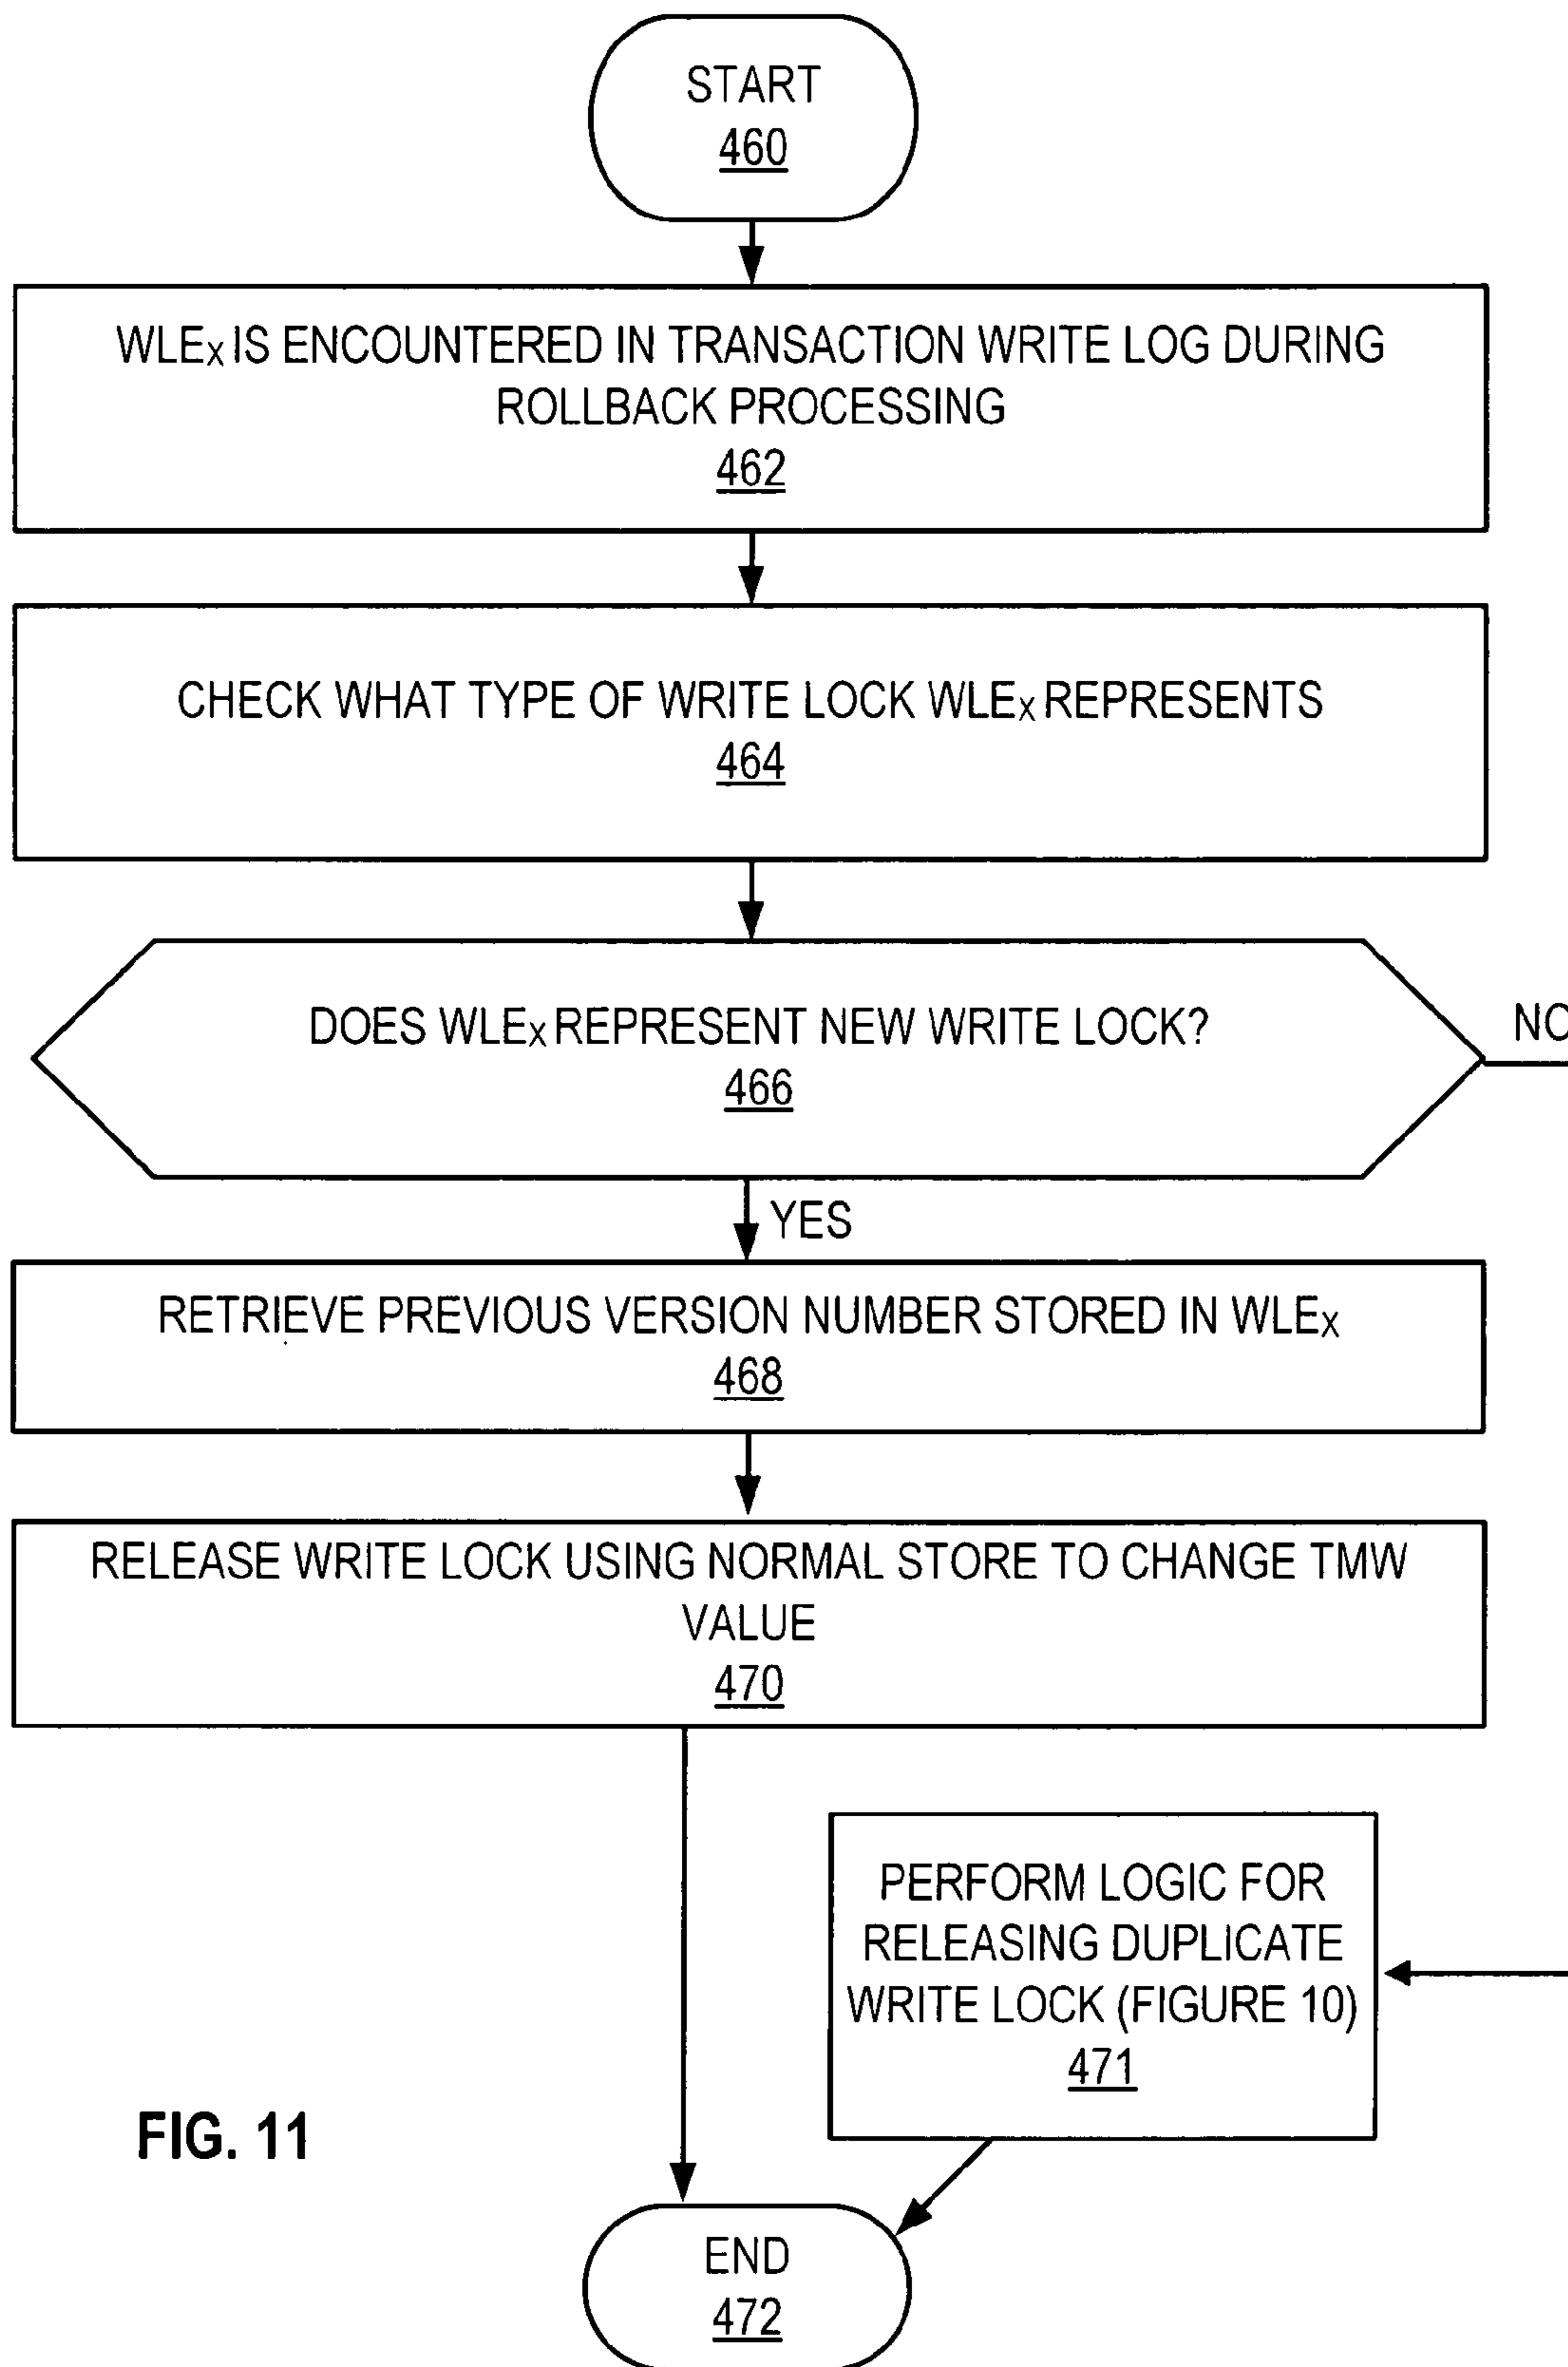 START
460
WLEX IS ENCOUNTERED IN TRANSACTION WRITE LOG DURING
ROLLBACK PROCESSING
462
CHECK WHAT TYPE OF WRITE LOCK WLEX REPRESENTS
464
DOES WLEX REPRESENT NEW WRITE LOCK?
466
NO
YES
RETRIEVE PREVIOUS VERSION NUMBER STORED IN WLEX
468
RELEASE WRITE LOCK USING NORMAL STORE TO CHANGE TMW
VALUE
470
PERFORM LOGIC FOR
RELEASING DUPLICATE
WRITE LOCK (FIGURE 10)
471
FIG. 11
END
472